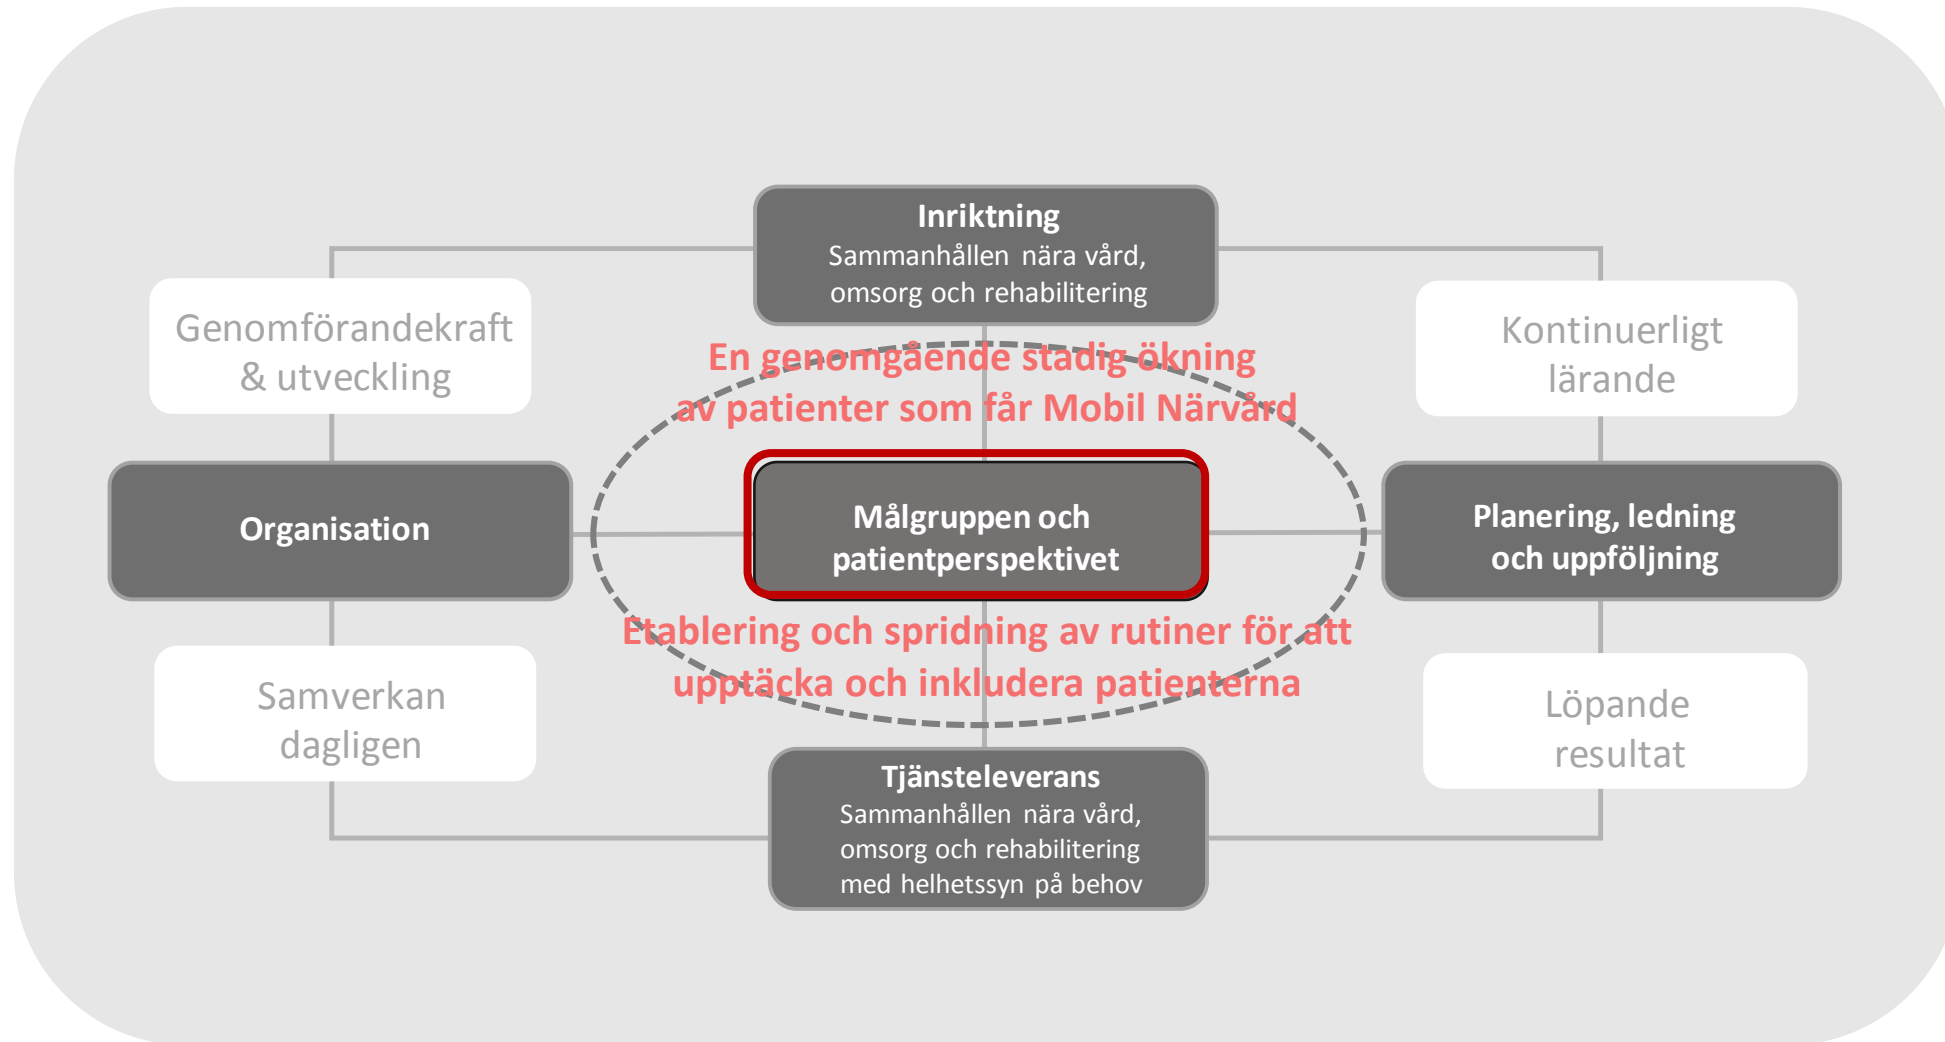 Inriktning
Sammanhållen nära vård,
omsorg och rehabilitering
Genomförandekraft
& utveckling
Kontinuerligt
lärande
En genomgående stadig ökning
av patienter som får Mobil Närvård
Organisation
Målgruppen och
patientperspektivet
Planering, ledning
och uppföljning
Etablering och spridning av rutiner för att
upptäcka och inkludera patienterna
Samverkan
dagligen
Löpande
resultat
Tjänsteleverans
Sammanhållen nära vård,
omsorg och rehabilitering
med helhetssyn på behov